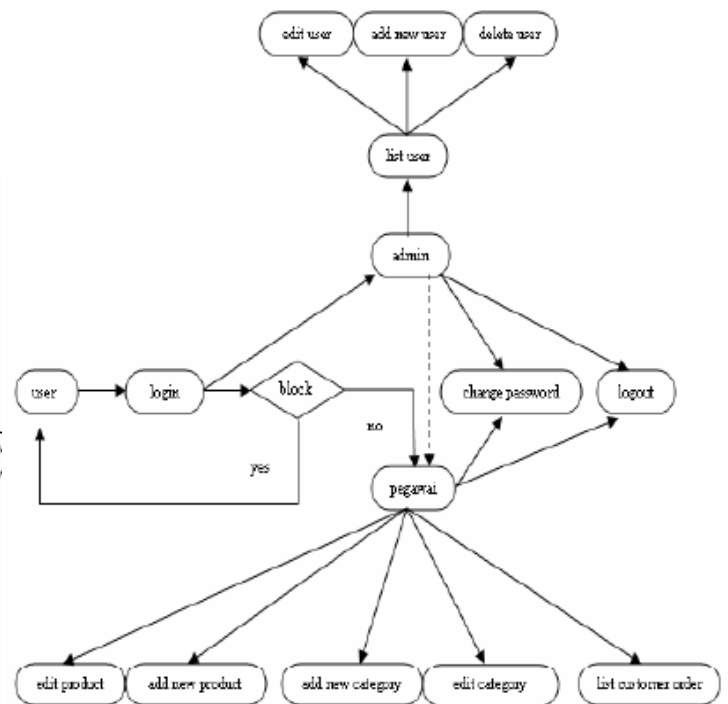 edit user
add new user
delete user
list user
admin
user
login
block
change password
logout
no
yes
pegawai
edit product
add new product
add new category
edit category
list customer order